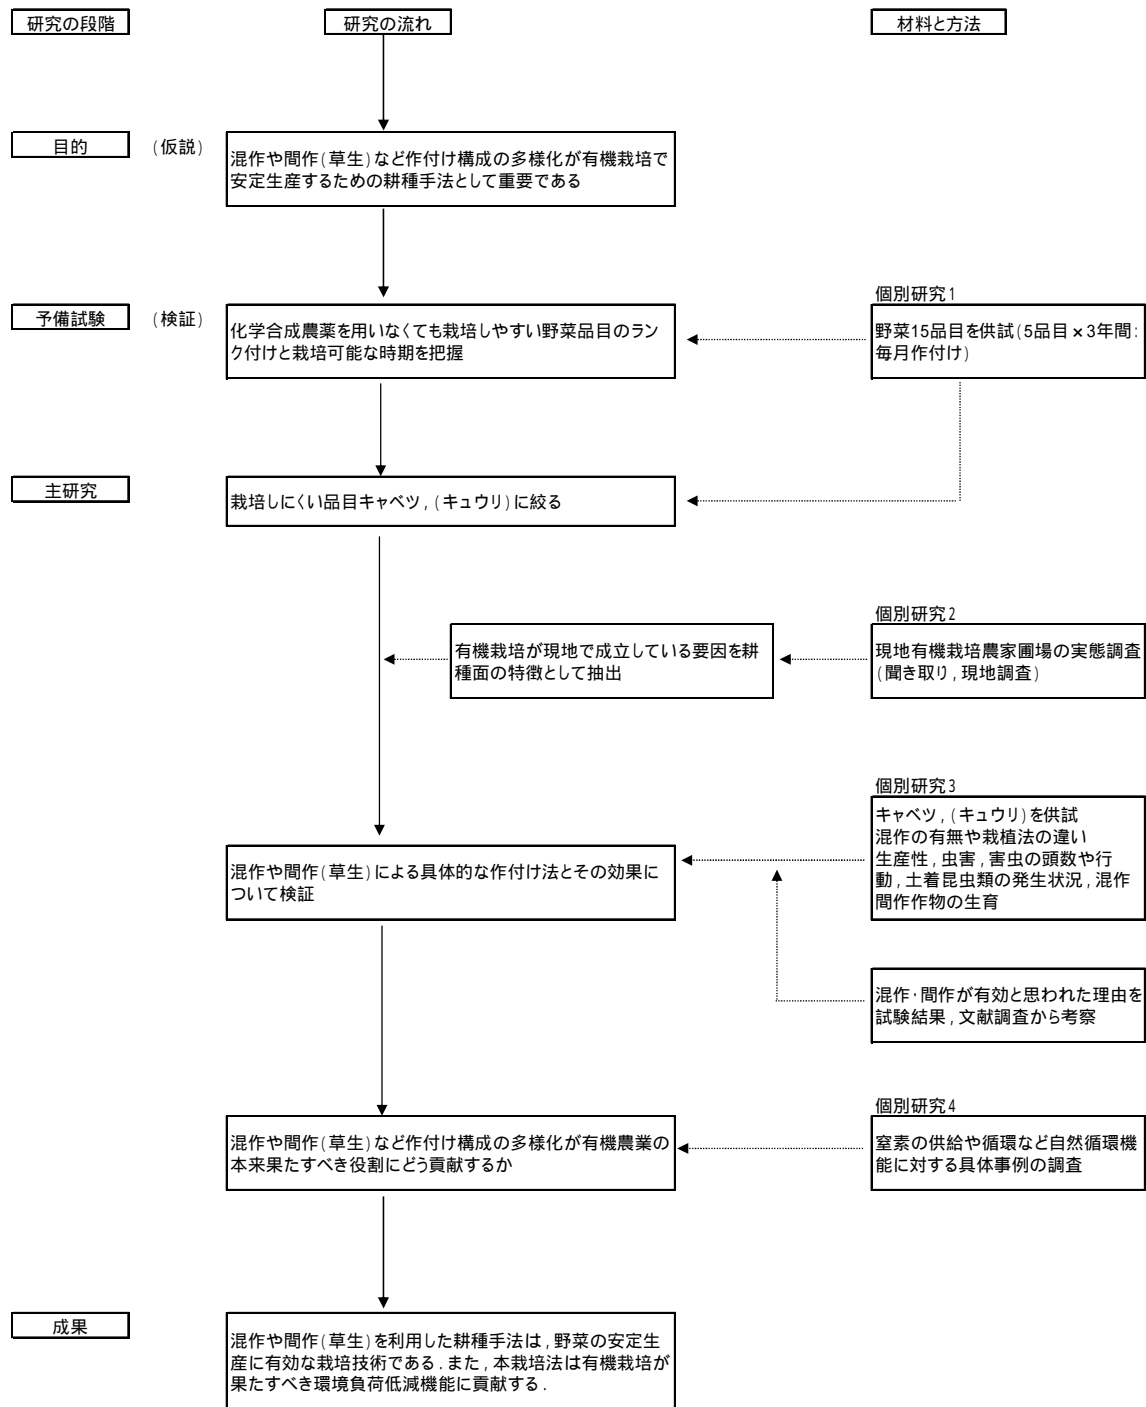 研究の段階
研究の流れ
材料と方法
目的
(仮説)
混作や間作(草生)など作付け構成の多様化が有機栽培で
安定生産するための耕種手法として重要である
予備試験
(検証)
化学合成農薬を用いなくても栽培しやすい野菜品目のラン
ク付けと栽培可能な時期を把握
個別研究1
野菜15品目を供試(5品目×3年間:
毎月作付け)
主研究
栽培しにくい品目キャベツ,(キュウリ)に絞る
個別研究2
有機栽培が現地で成立している要因を耕
種面の特徴として抽出
現地有機栽培農家圃場の実態調査
(聞き取り,現地調査)
個別研究3
混作や間作(草生)による具体的な作付け法とその効果に
ついて検証
キャベツ,(キュウリ)を供試
混作の有無や栽植法の違い
生産性,虫害,害虫の頭数や行
動,土着昆虫類の発生状況,混作
間作作物の生育
混作・間作が有効と思われた理由を
試験結果,文献調査から考察
個別研究4
混作や間作(草生)など作付け構成の多様化が有機農業の
本来果たすべき役割にどう貢献するか
窒素の供給や循環など自然循環機
能に対する具体事例の調査
成果
混作や間作(草生)を利用した耕種手法は,野菜の安定生
産に有効な栽培技術である.また,本栽培法は有機栽培が
果たすべき環境負荷低減機能に貢献する.